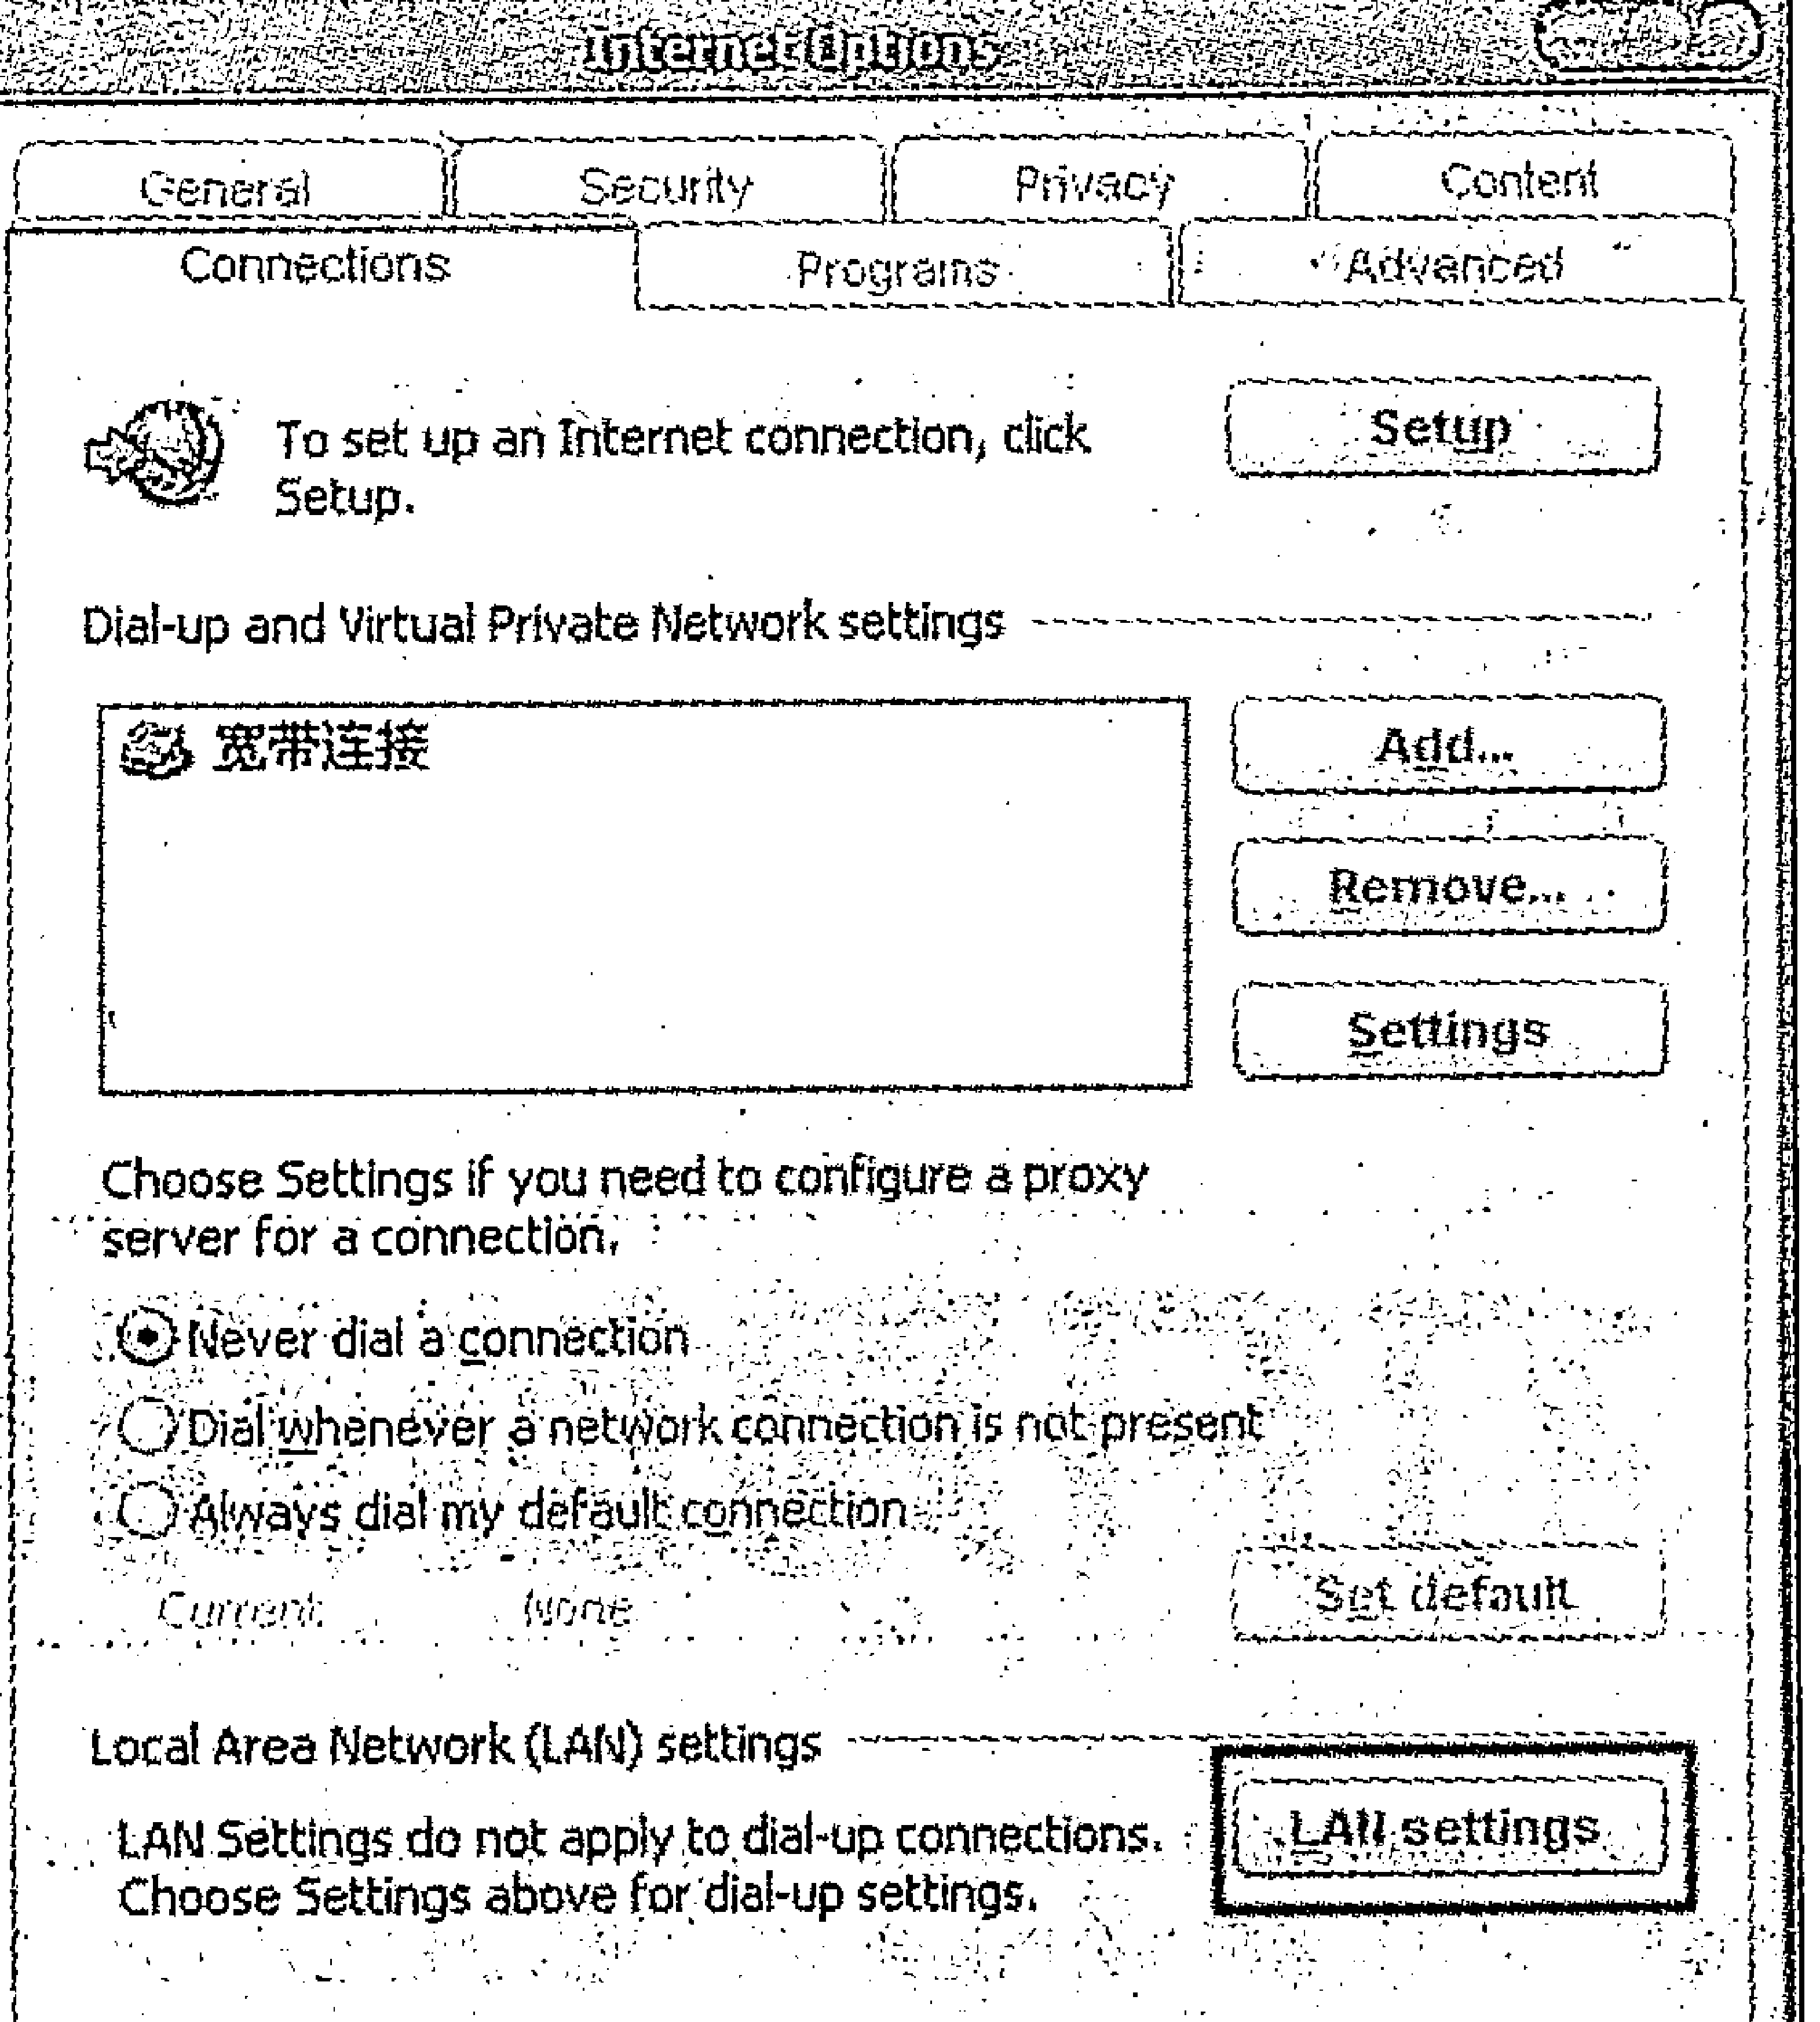 Internet Options
General Security Privacy Content
Connections Programs Advanced
To set up an Internet connection, click
Setup.
Setup
Dial-up and Virtual Private Network settings
宽带连接
Add...
Remove...
Settings
Choose Settings if you need to configure a proxy
server for a connection.
Never dial a connection
Dial whenever a network connection is not present
Always dial my default connection
Current None
Set default
Local Area Network (LAN) settings
LAN Settings do not apply to dial-up connections.
Choose Settings above for dial-up settings.
LAN settings